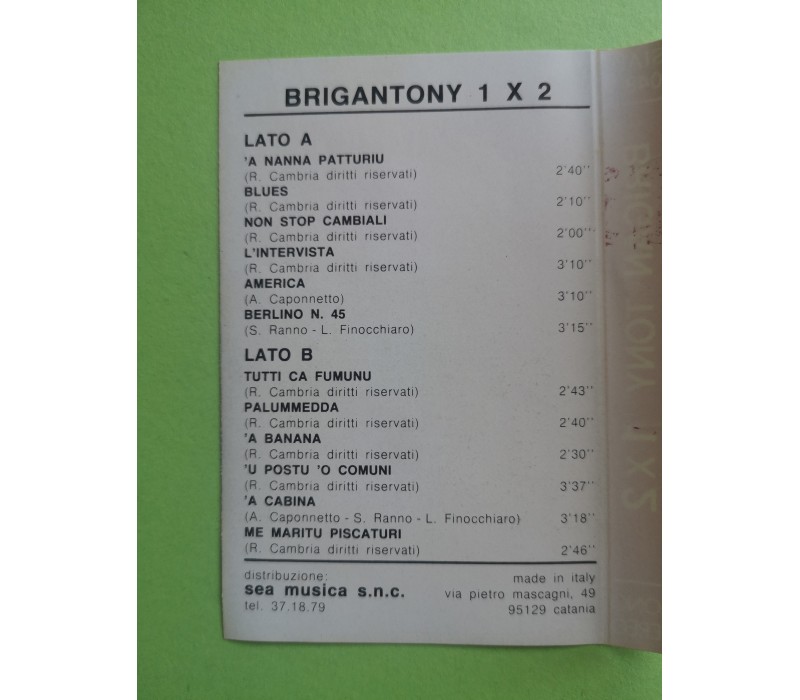 BRIGANTONY 1 X 2
LATO A
'A NANNA PATTURIU
(R. Cambria diritti riservati) 2'40''
BLUES
(R. Cambria diritti riservati) 2'10''
NON STOP CAMBIALI
(R. Cambria diritti riservati) 2'00''
L'INTERVISTA
(R. Cambria diritti riservati) 3'10''
AMERICA
(A. Caponnetto) 3'10''
BERLINO N. 45
(S. Ranno - L. Finocchiaro) 3'15''
LATO B
TUTTI CA FUMUNU
(R. Cambria diritti riservati) 2'43''
PALUMMEDDA
(R. Cambria diritti riservati) 2'40''
'A BANANA
(R. Cambria diritti riservati) 2'30''
'U POSTU 'O COMUNI
(R. Cambria diritti riservati) 3'37''
'A CABINA
(A. Caponnetto - S. Ranno - L. Finocchiaro) 3'18''
ME MARITU PISCATURI
(R. Cambria diritti riservati) 2'46''
distribuzione: made in italy
sea musica s.n.c. via pietro mascagni, 49
tel. 37.18.79 95129 catania